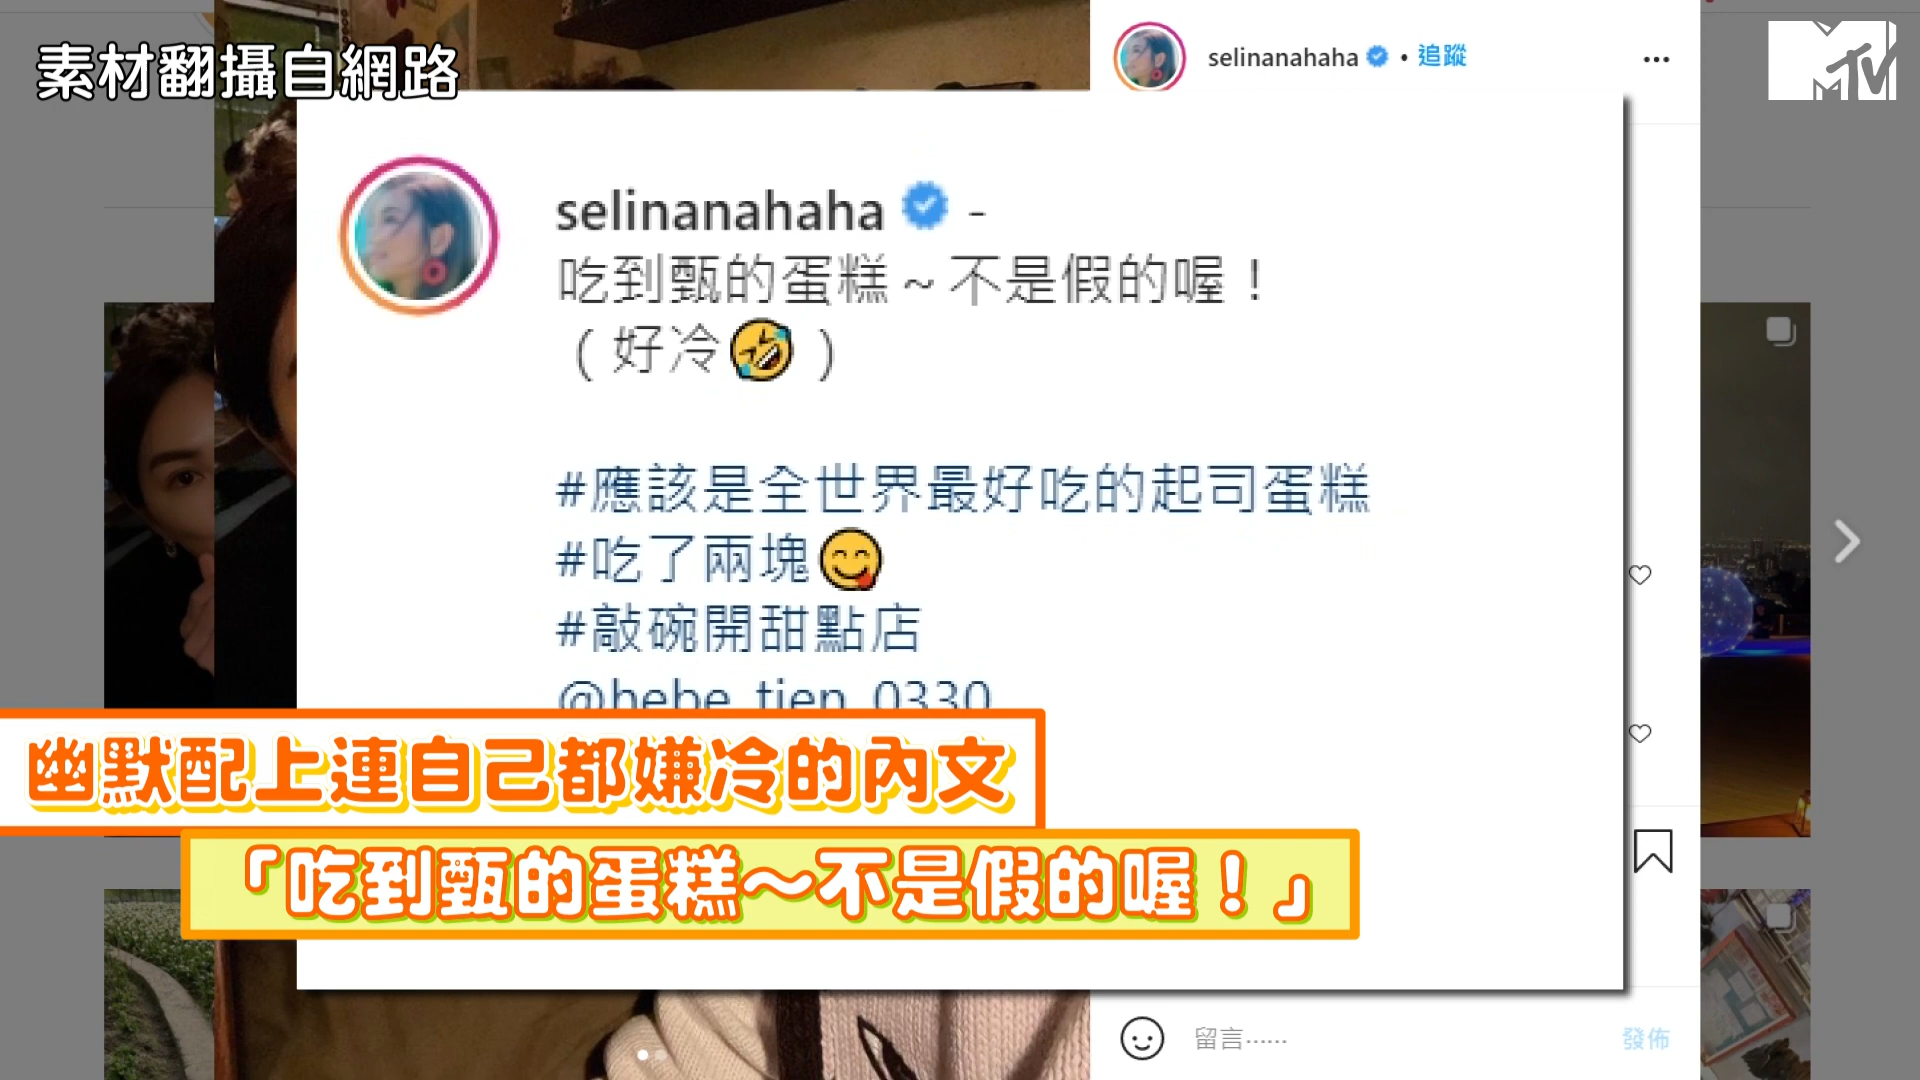 素材翻攝自網路
selinanahaha • 追蹤
MTV
selinanahaha -
吃到甄的蛋糕～不是假的喔！
（好冷🤣）
#應該是全世界最好吃的起司蛋糕
#吃了兩塊😋
#敲碗開甜點店
@hebe_tien_0330
幽默配上連自己都嫌冷的內文
「吃到甄的蛋糕～不是假的喔！」
留言⋯⋯
發佈